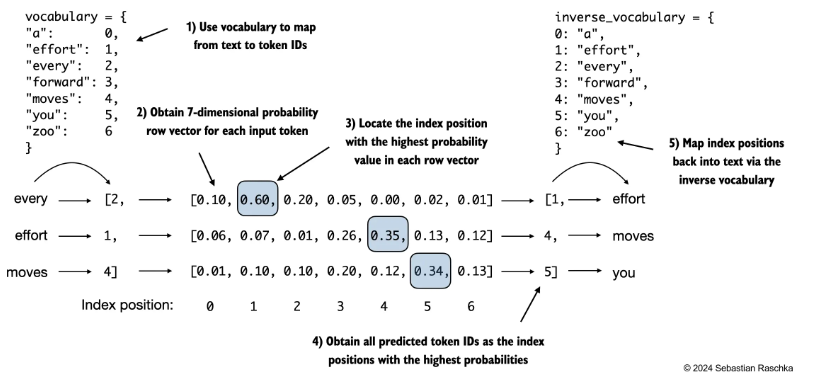 vocabulary = {
"a": 0,
"effort": 1,
"every": 2,
"forward": 3,
"moves": 4,
"you": 5,
"zoo": 6
}
1) Use vocabulary to map
from text to token IDs
inverse_vocabulary = {
0: "a",
1: "effort",
2: "every",
3: "forward",
4: "moves",
5: "you",
6: "zoo"
}
2) Obtain 7-dimensional probability
row vector for each input token
3) Locate the index position
with the highest probability
value in each row vector
5) Map index positions
back into text via the
inverse vocabulary
every [2, [0.10, 0.60, 0.20, 0.05, 0.00, 0.02, 0.01] [1, effort
effort 1, [0.06, 0.07, 0.01, 0.26, 0.35, 0.13, 0.12] 4, moves
moves 4] [0.01, 0.10, 0.10, 0.20, 0.12, 0.34, 0.13] 5] you
Index position: 0 1 2 3 4 5 6
4) Obtain all predicted token IDs as the index
positions with the highest probabilities
© 2024 Sebastian Raschka